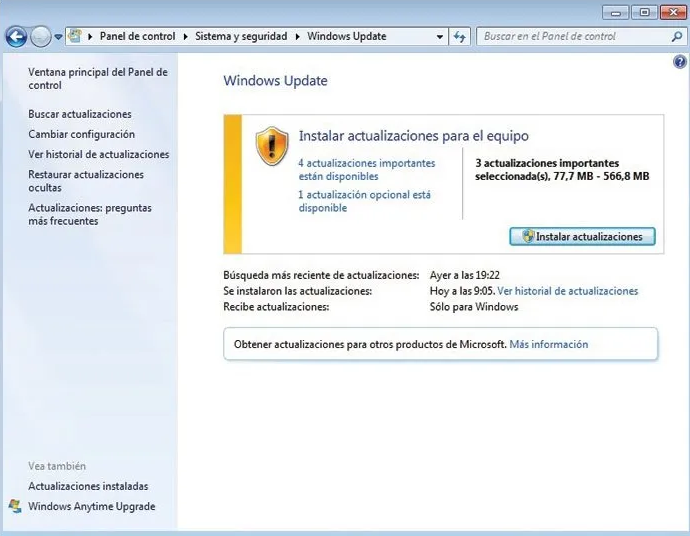 Panel de control
Sistema y seguridad
Windows Update
Buscar en el Panel de control
Ventana principal del Panel de
control
Buscar actualizaciones
Cambiar configuración
Ver historial de actualizaciones
Restaurar actualizaciones
ocultas
Actualizaciones: preguntas
más frecuentes
Vea también
Actualizaciones instaladas
Windows Anytime Upgrade
Windows Update
Instalar actualizaciones para el equipo
4 actualizaciones importantes
están disponibles
1 actualización opcional está
disponible
3 actualizaciones importantes
seleccionada(s), 77,7 MB - 566,8 MB
Instalar actualizaciones
Búsqueda más reciente de actualizaciones: Ayer a las 19:22
Se instalaron las actualizaciones: Hoy a las 9:05. Ver historial de actualizaciones
Recibe actualizaciones: Sólo para Windows
Obtener actualizaciones para otros productos de Microsoft. Más información